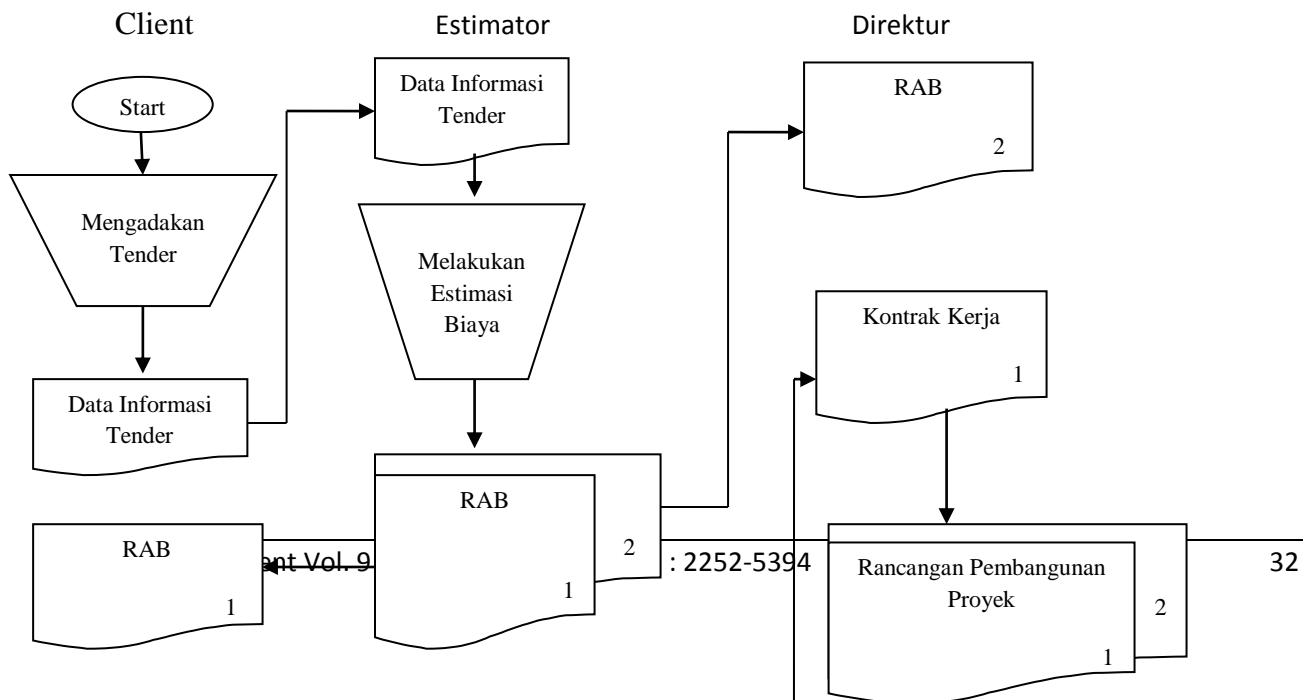 Client
Estimator
Direktur
Start
Mengadakan
Tender
Data Informasi
Tender
RAB
1
Data Informasi
Tender
Melakukan
Estimasi
Biaya
RAB
1
2
RAB
2
Kontrak Kerja
1
Rancangan Pembangunan
Proyek
1
2
Vol. 9
: 2252-5394
32